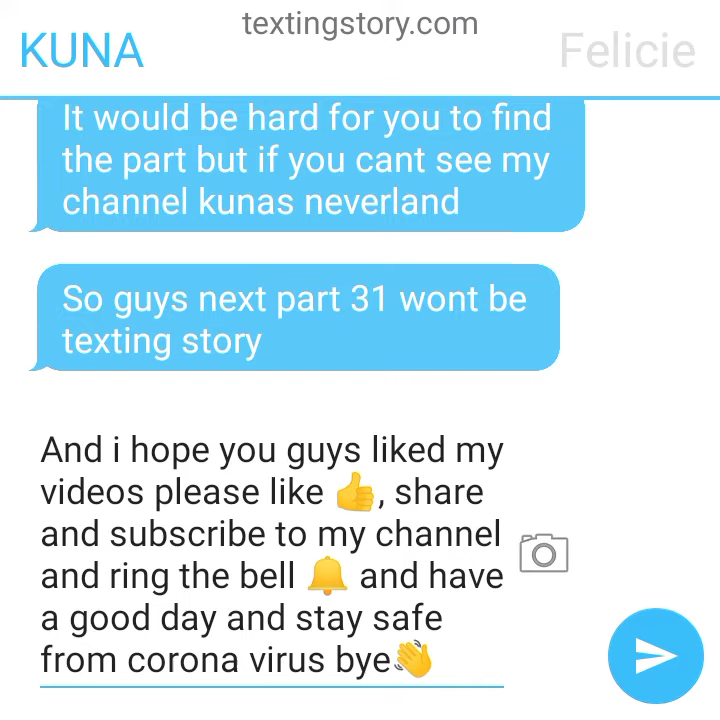 textingstory.com
KUNA
Felicie
It would be hard for you to find
the part but if you cant see my
channel kunas neverland
So guys next part 31 wont be
texting story
And i hope you guys liked my
videos please like 👍, share
and subscribe to my channel
and ring the bell 🔔 and have
a good day and stay safe
from corona virus bye👋